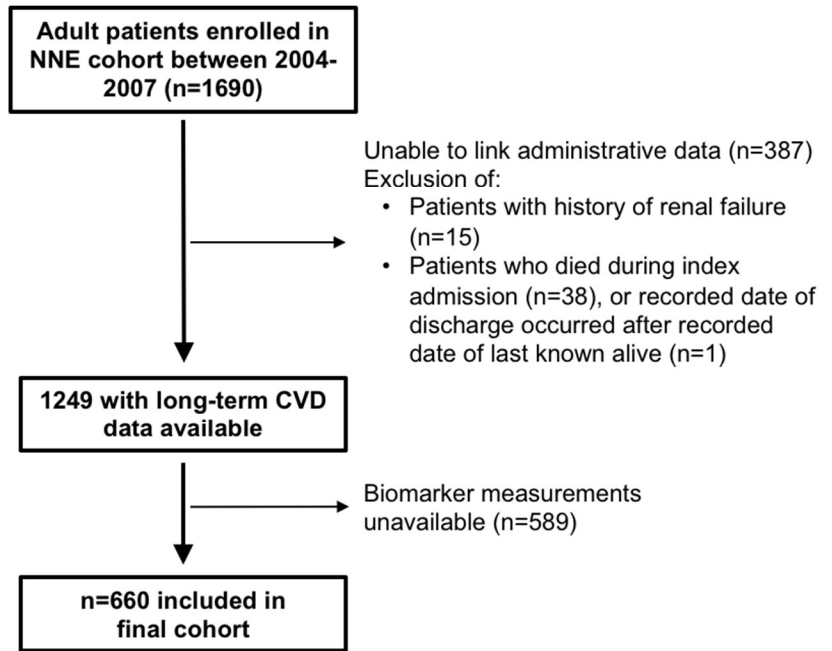 Adult patients enrolled in
NNE cohort between 2004-
2007 (n=1690)
Unable to link administrative data (n=387)
Exclusion of:
• Patients with history of renal failure
(n=15)
• Patients who died during index
admission (n=38), or recorded date of
discharge occurred after recorded
date of last known alive (n=1)
1249 with long-term CVD
data available
Biomarker measurements
unavailable (n=589)
n=660 included in
final cohort